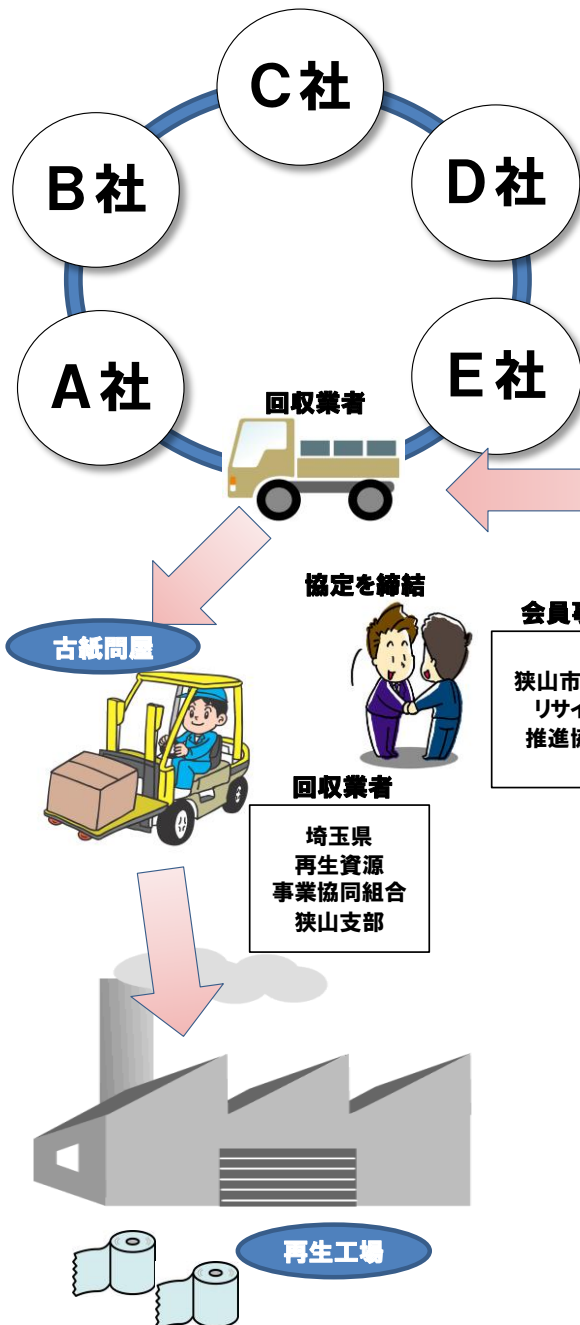 C社
B社
D社
A社
E社
回収業者
協定を締結
会員事
古紙問屋
狭山市
リサイ
推進協
回収業者
埼玉県
再生資源
事業協同組合
狭山支部
再生工場